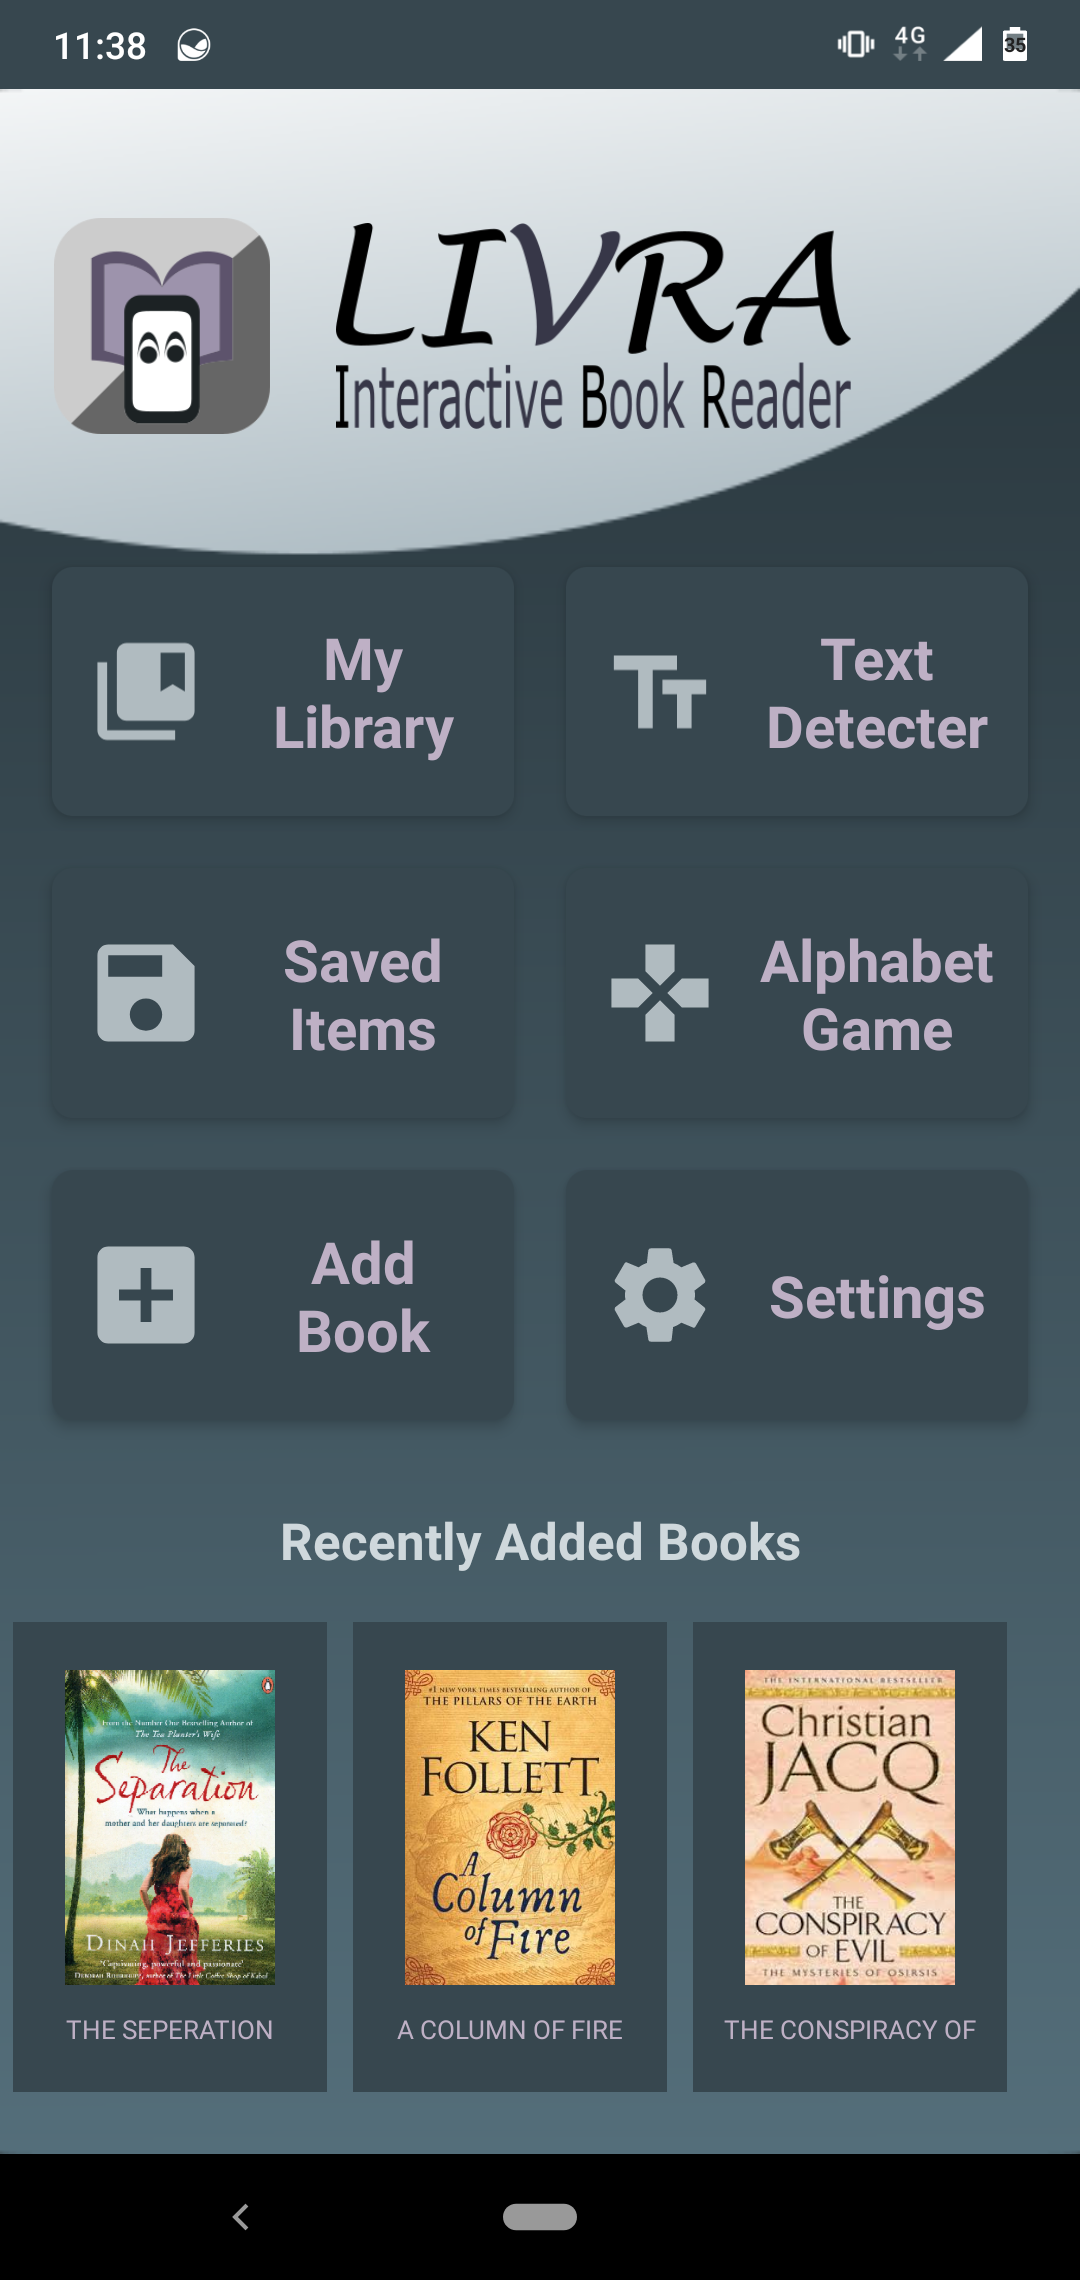 11:38
4G
35
LIVRA
Interactive Book Reader
My
Library
Text
Detecter
Saved
Items
Alphabet
Game
Add
Book
Settings
Recently Added Books
From the Number One Bestselling Author of
The Tea Planter's Wife
The
Separation
What happens when a
mother and her daughters are separated?
DINAH JEFFERIES
'Captivating, powerful and passionate'
THE SEPERATION
#1 NEW YORK TIMES BESTSELLING AUTHOR OF
THE PILLARS OF THE EARTH
KEN
FOLLETT
A
Column
of Fire
A COLUMN OF FIRE
THE INTERNATIONAL BESTSELLER
Christian
JACQ
THE
CONSPIRACY
OF EVIL
THE MYSTERIES OF OSIRSIS
THE CONSPIRACY OF